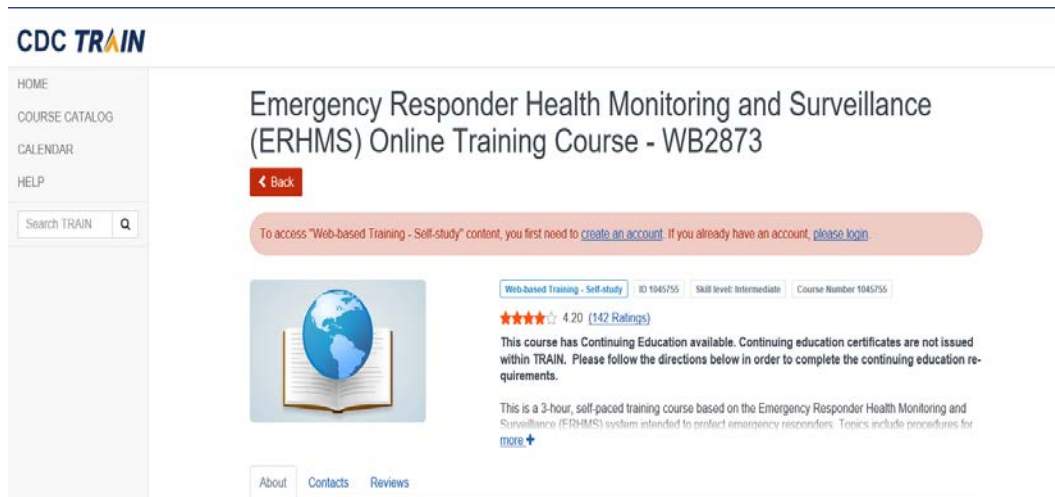 CDC TRAIN
HOME
COURSE CATALOG
CALENDAR
HELP
Search TRAIN
Emergency Responder Health Monitoring and Surveillance
(ERHMS) Online Training Course - WB2873
Back
To access "Web-based Training - Self-study" content, you first need to create an account. If you already have an account, please login.
Web-based Training - Self-study ID 1045755 Skill level: Intermediate Course Number 1045755
4.20 (142 Ratings)
This course has Continuing Education available. Continuing education certificates are not issued
within TRAIN. Please follow the directions below in order to complete the continuing education re-
quirements.
This is a 3-hour, self-paced training course based on the Emergency Responder Health Monitoring and
Surveillance (ERHMS) system intended to protect emergency responders. Topics include procedures for
more +
About Contacts Reviews